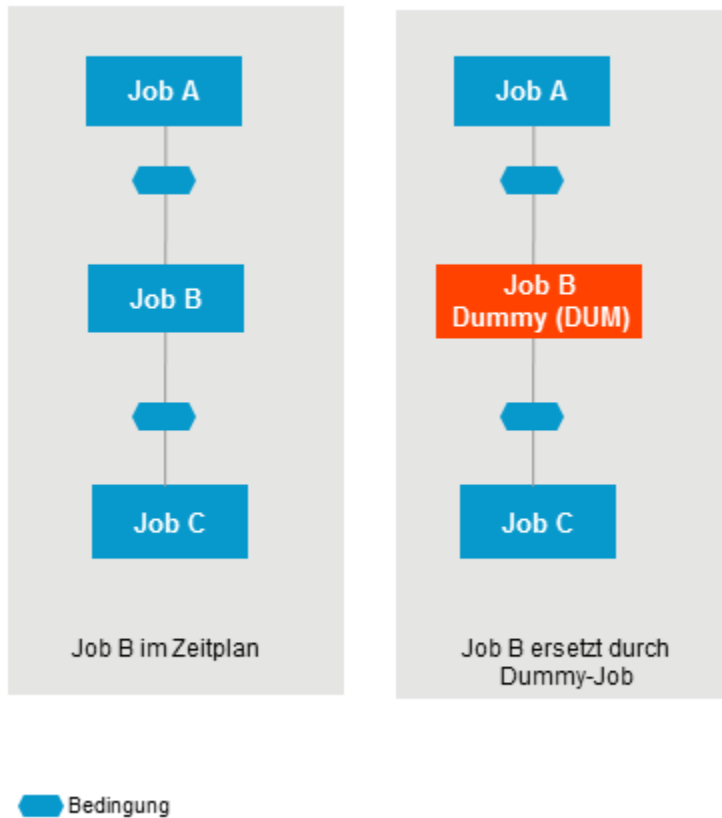 Job A
Job B
Job C
Job B im Zeitplan
Job A
Job B
Dummy (DUM)
Job C
Job B ersetzt durch
Dummy-Job
Bedingung